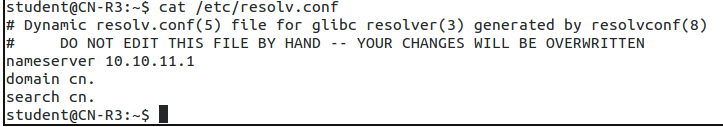 student@CN-R3:~$ cat /etc/resolv.conf
# Dynamic resolv.conf(5) file for glibc resolver(3) generated by resolvconf(8)
#     DO NOT EDIT THIS FILE BY HAND -- YOUR CHANGES WILL BE OVERWRITTEN
nameserver 10.10.11.1
domain cn.
search cn.
student@CN-R3:~$